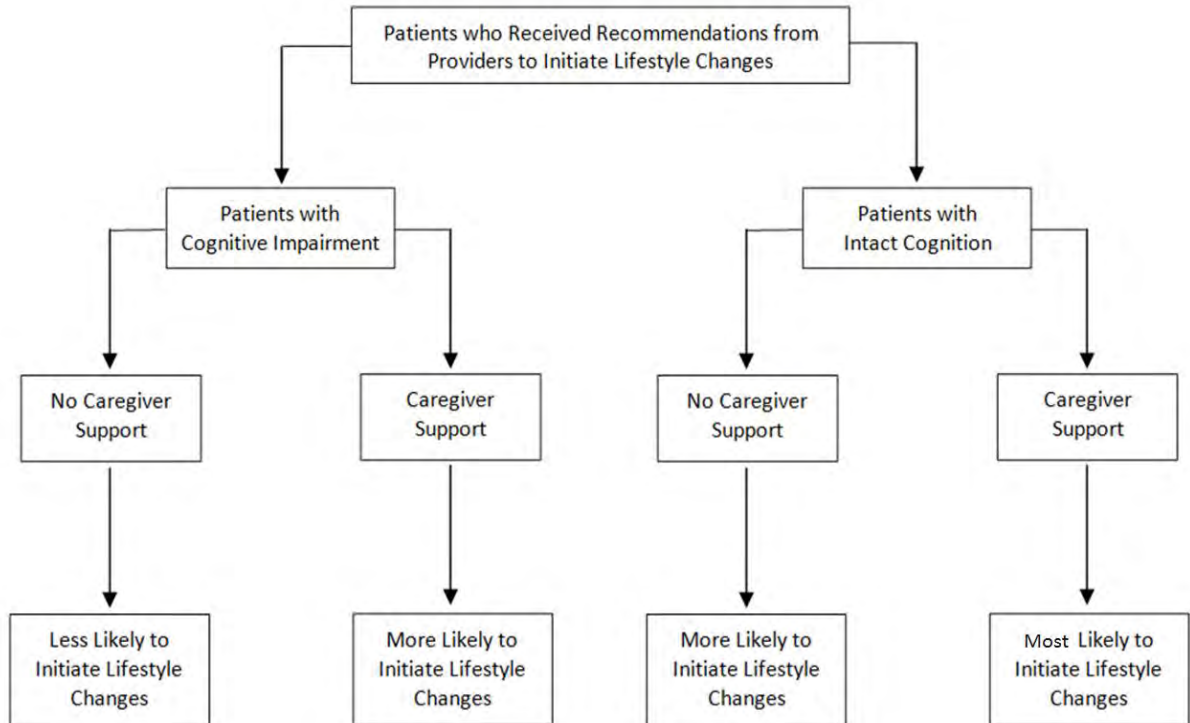 Patients who Received Recommendations from
Providers to Initiate Lifestyle Changes
Patients with
Cognitive Impairment
Patients with
Intact Cognition
No Caregiver
Support
Caregiver
Support
No Caregiver
Support
Caregiver
Support
Less Likely to
Initiate Lifestyle
Changes
More Likely to
Initiate Lifestyle
Changes
More Likely to
Initiate Lifestyle
Changes
Most Likely to
Initiate Lifestyle
Changes